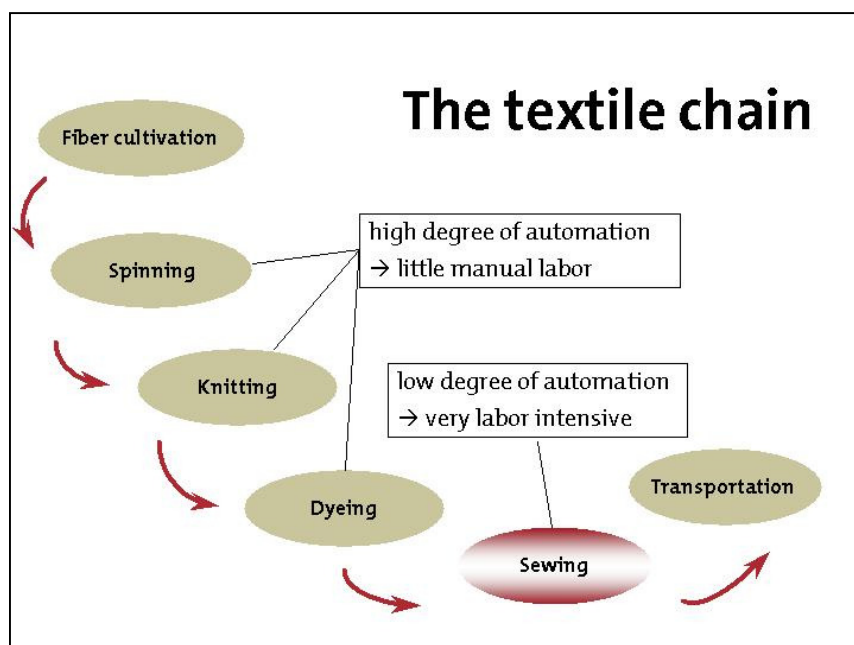 The textile chain
Fiber cultivation
Spinning
high degree of automation
→ little manual labor
Knitting
low degree of automation
→ very labor intensive
Dyeing
Sewing
Transportation